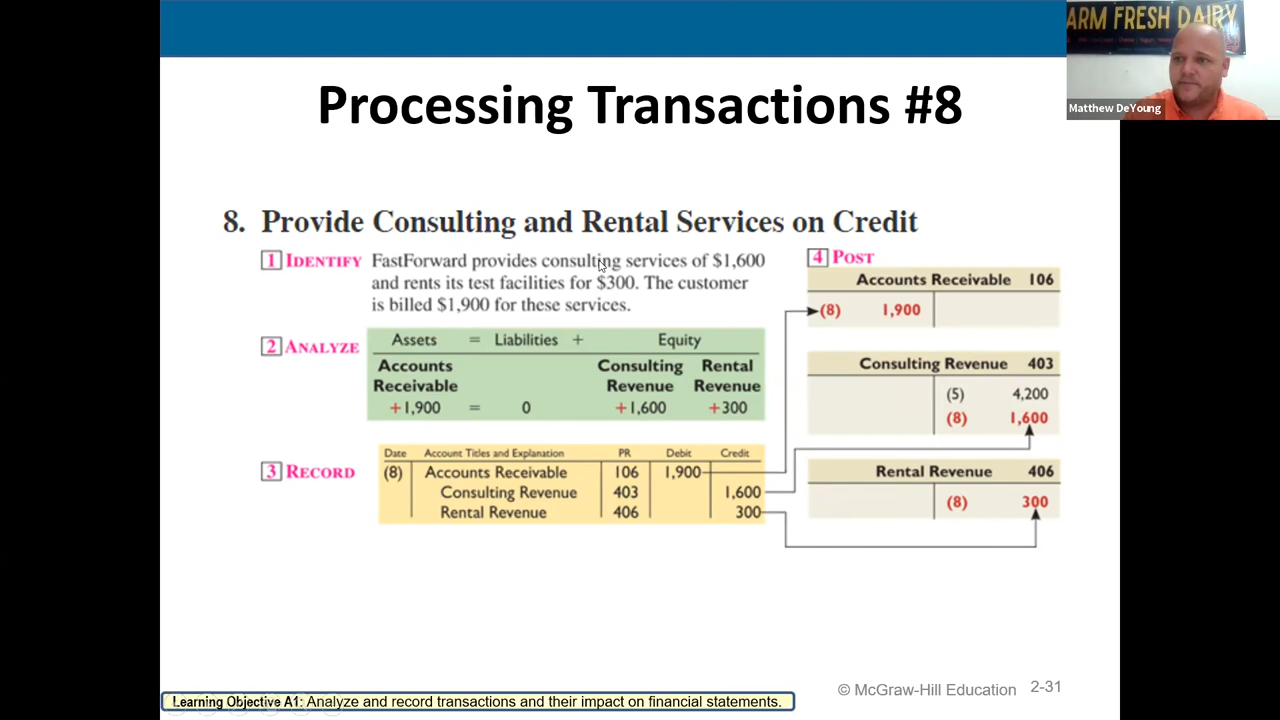 ARM FRESH DAIRY
Matthew DeYoung
Processing Transactions #8
8. Provide Consulting and Rental Services on Credit
1 IDENTIFY FastForward provides consulting services of $1,600
and rents its test facilities for $300. The customer
is billed $1,900 for these services.
2 ANALYZE
Assets = Liabilities + Equity
Accounts Consulting Rental
Receivable Revenue Revenue
+1,900 = 0 +1,600 +300
3 RECORD
Date Account Titles and Explanation PR Debit Credit
(8) Accounts Receivable 106 1,900
Consulting Revenue 403 1,600
Rental Revenue 406 300
4 POST
Accounts Receivable 106
(8) 1,900
Consulting Revenue 403
(5) 4,200
(8) 1,600
Rental Revenue 406
(8) 300
Learning Objective A1: Analyze and record transactions and their impact on financial statements.
© McGraw-Hill Education 2-31